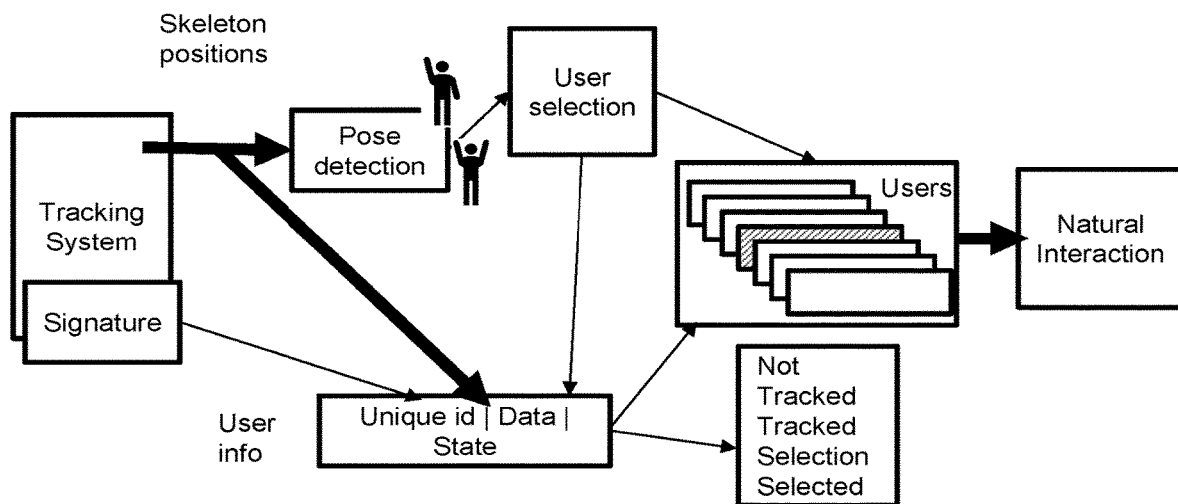 Skeleton
positions
User
selection
Pose
detection
Users
Tracking
System
Natural
Interaction
Signature
Unique id | Data |
State
User
info
Not
Tracked
Tracked
Selection
Selected